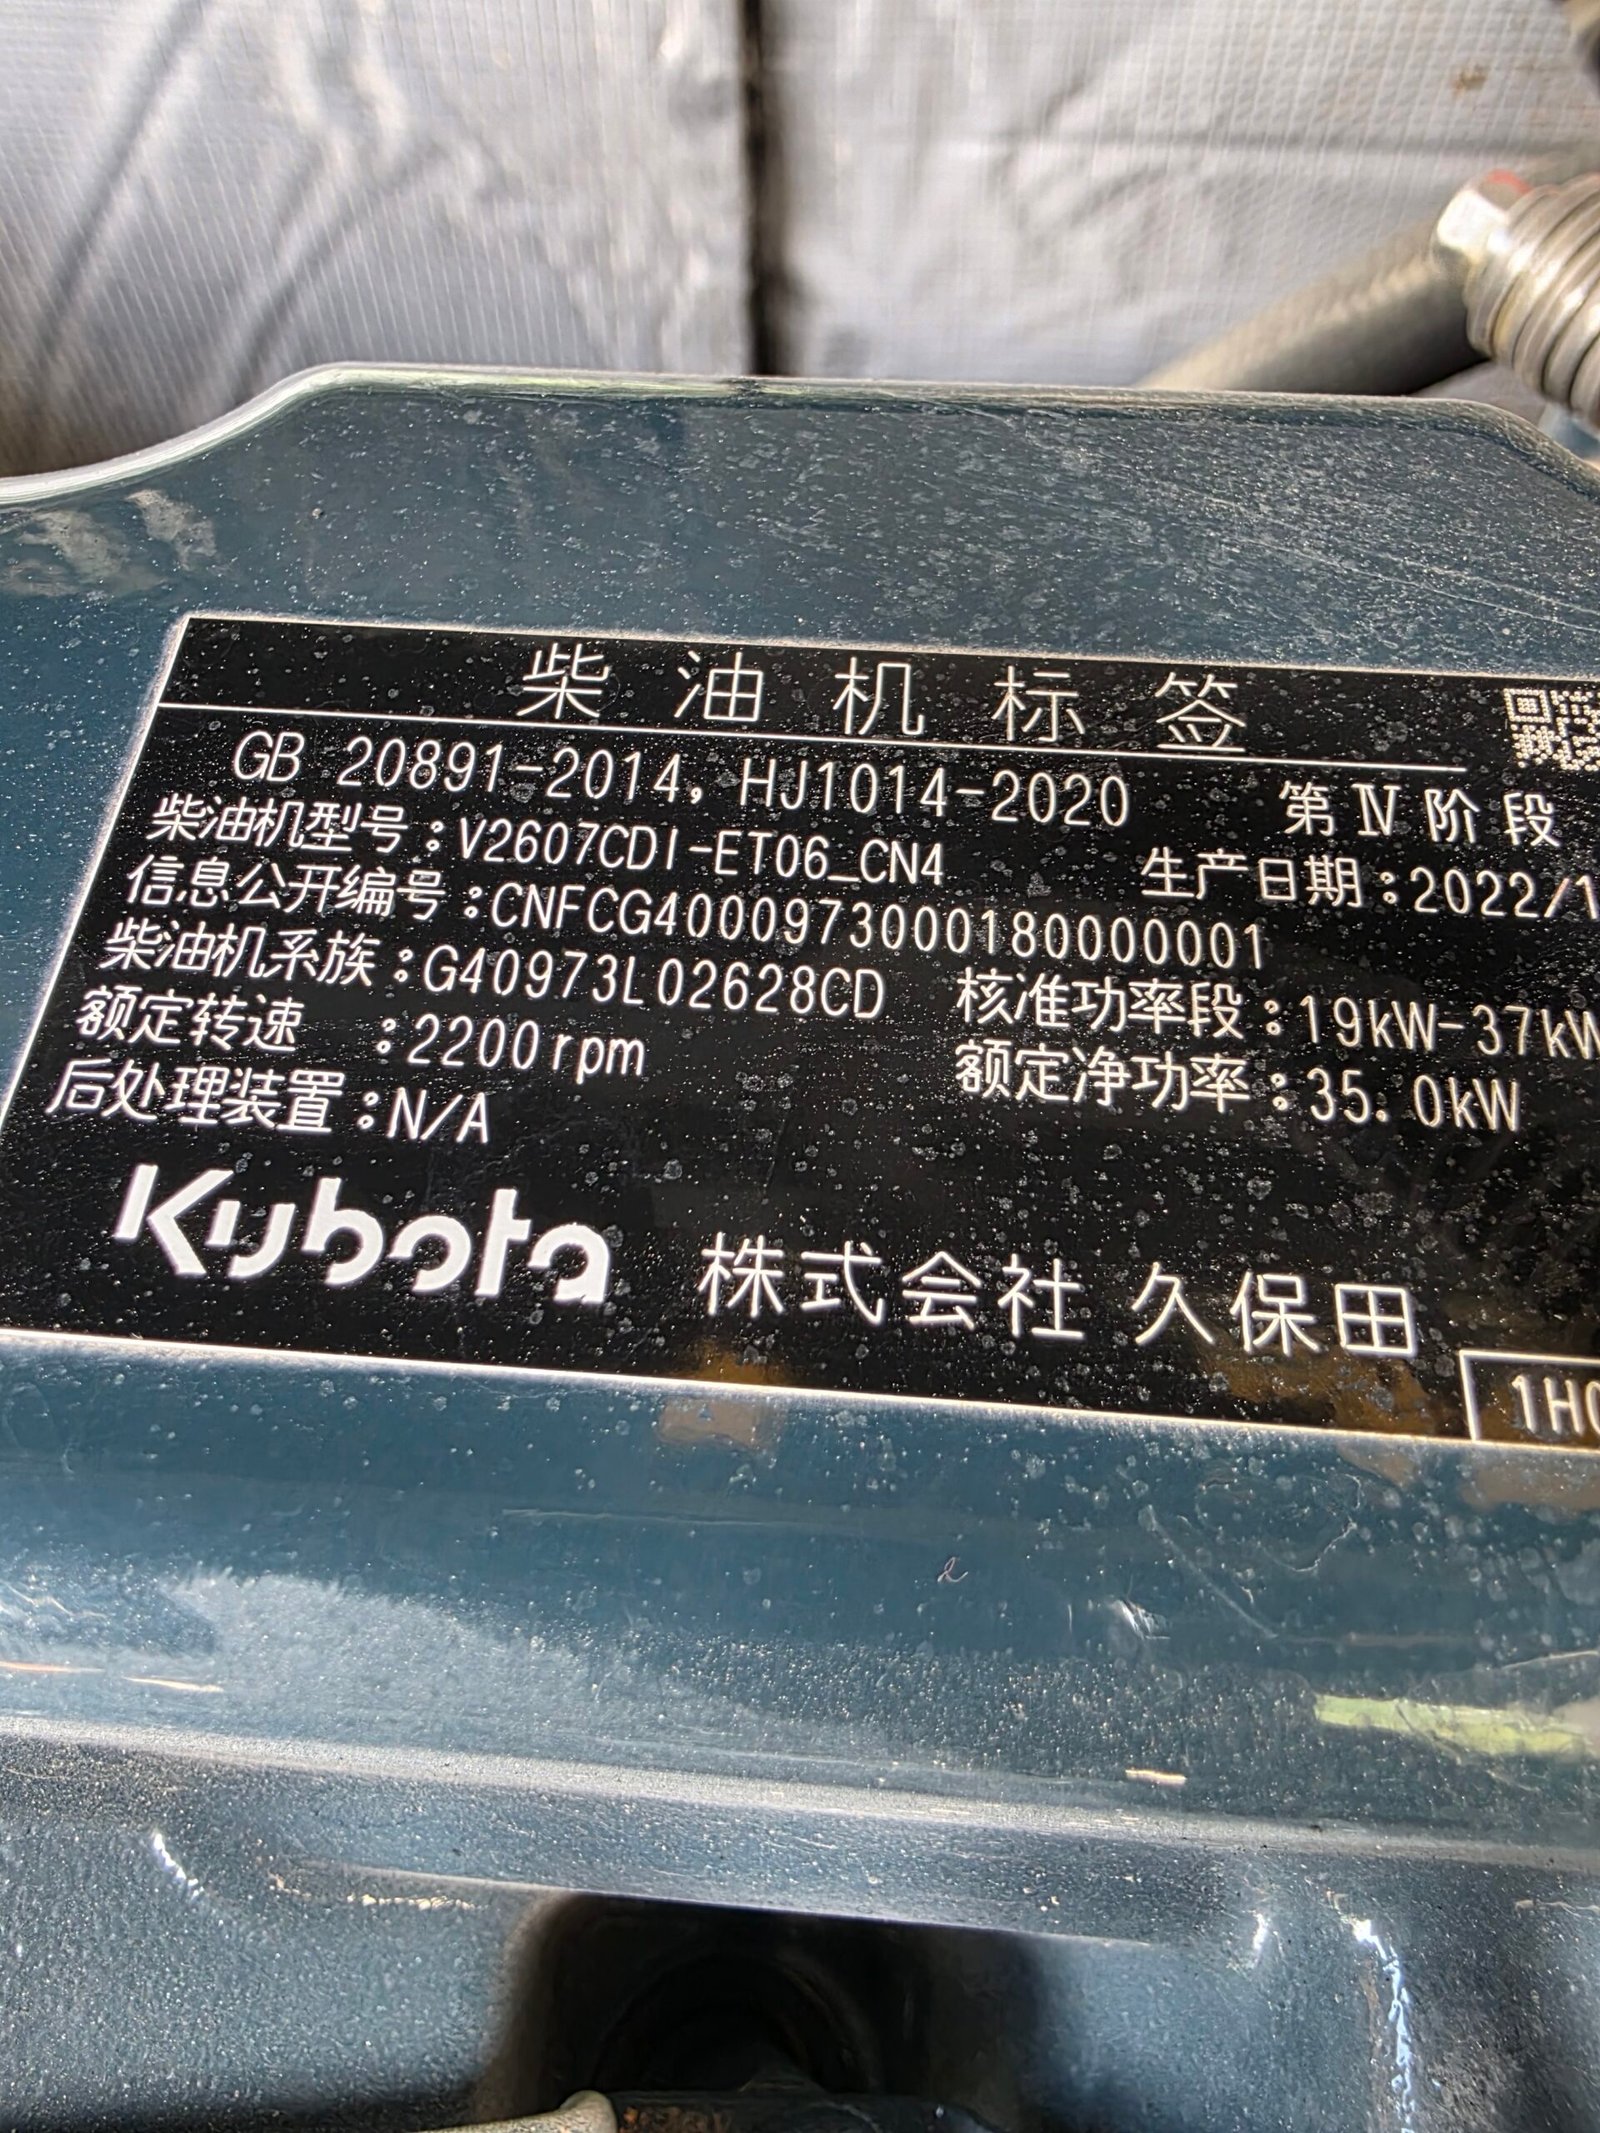 柴油机标签
GB 20891-2014, HJ1014-2020 第Ⅳ阶段
柴油机型号:V2607CDI-ET06_CN4 生产日期:2022/1
信息公开编号:CNFCG4000973000180000001
柴油机系族:G40973L02628CD 核准功率段:19kW-37kW
额定转速 :2200rpm 额定净功率:35.0kW
后处理装置:N/A
Kubota 株式会社 久保田
1H0